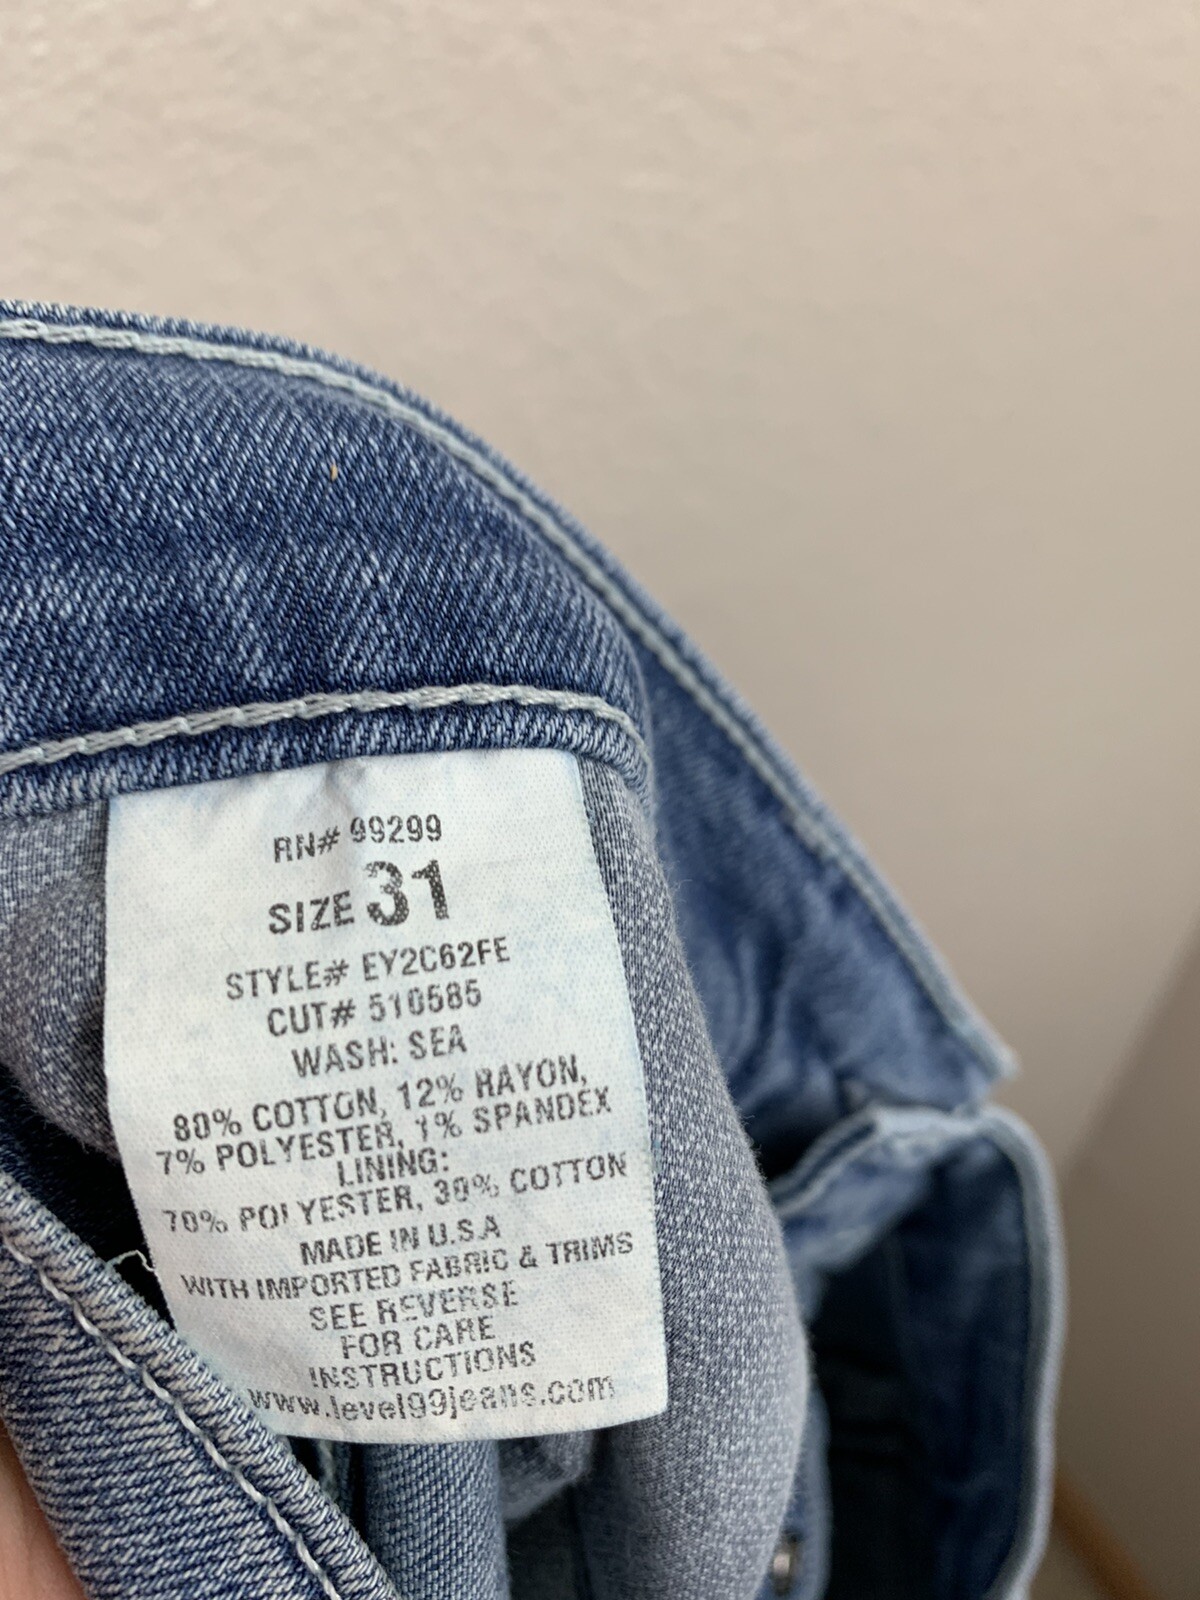 RN# 99299
SIZE 31
STYLE# EY2C62FE
CUT# 510585
WASH: SEA
80% COTTON, 12% RAYON,
7% POLYESTER, 1% SPANDEX
LINING:
70% POLYESTER, 30% COTTON
MADE IN U.S.A
WITH IMPORTED FABRIC & TRIMS
SEE REVERSE
FOR CARE
INSTRUCTIONS
www.level99jeans.com